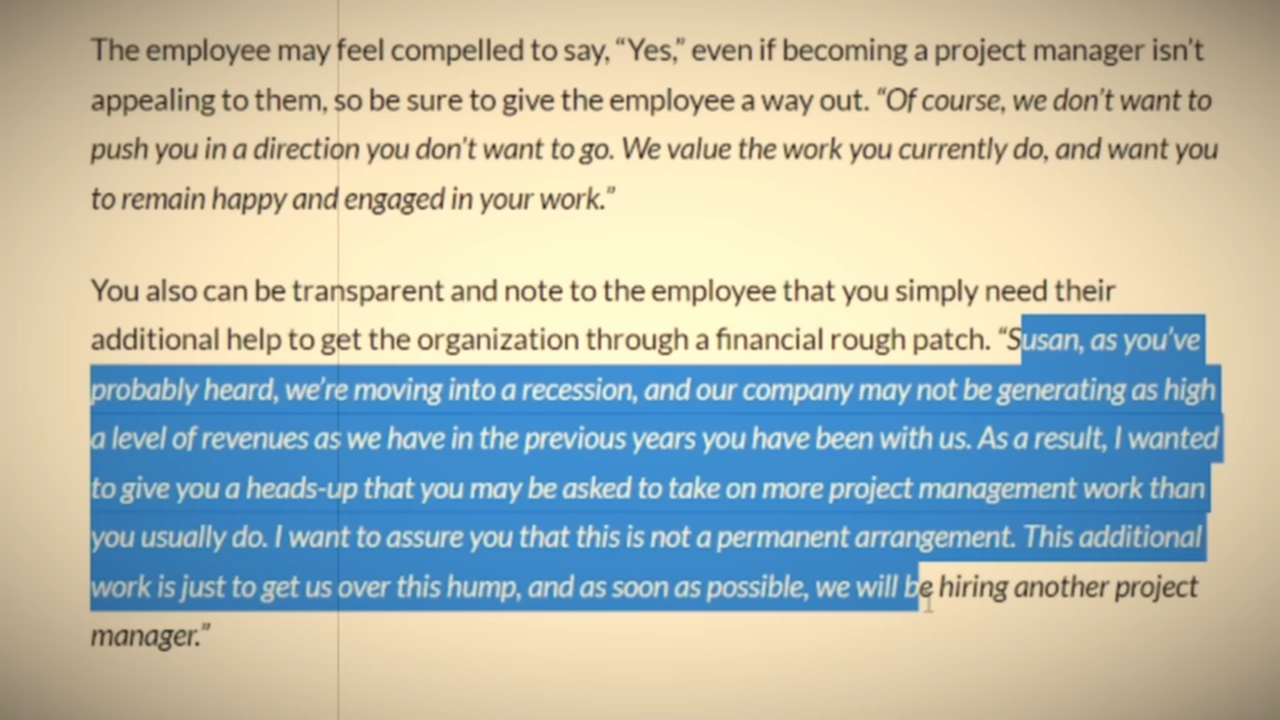 The employee may feel compelled to say, “Yes,” even if becoming a project manager isn’t
appealing to them, so be sure to give the employee a way out. “Of course, we don’t want to
push you in a direction you don’t want to go. We value the work you currently do, and want you
to remain happy and engaged in your work.”
You also can be transparent and note to the employee that you simply need their
additional help to get the organization through a financial rough patch. “Susan, as you’ve
probably heard, we’re moving into a recession, and our company may not be generating as high
a level of revenues as we have in the previous years you have been with us. As a result, I wanted
to give you a heads-up that you may be asked to take on more project management work than
you usually do. I want to assure you that this is not a permanent arrangement. This additional
work is just to get us over this hump, and as soon as possible, we will be hiring another project
manager.”